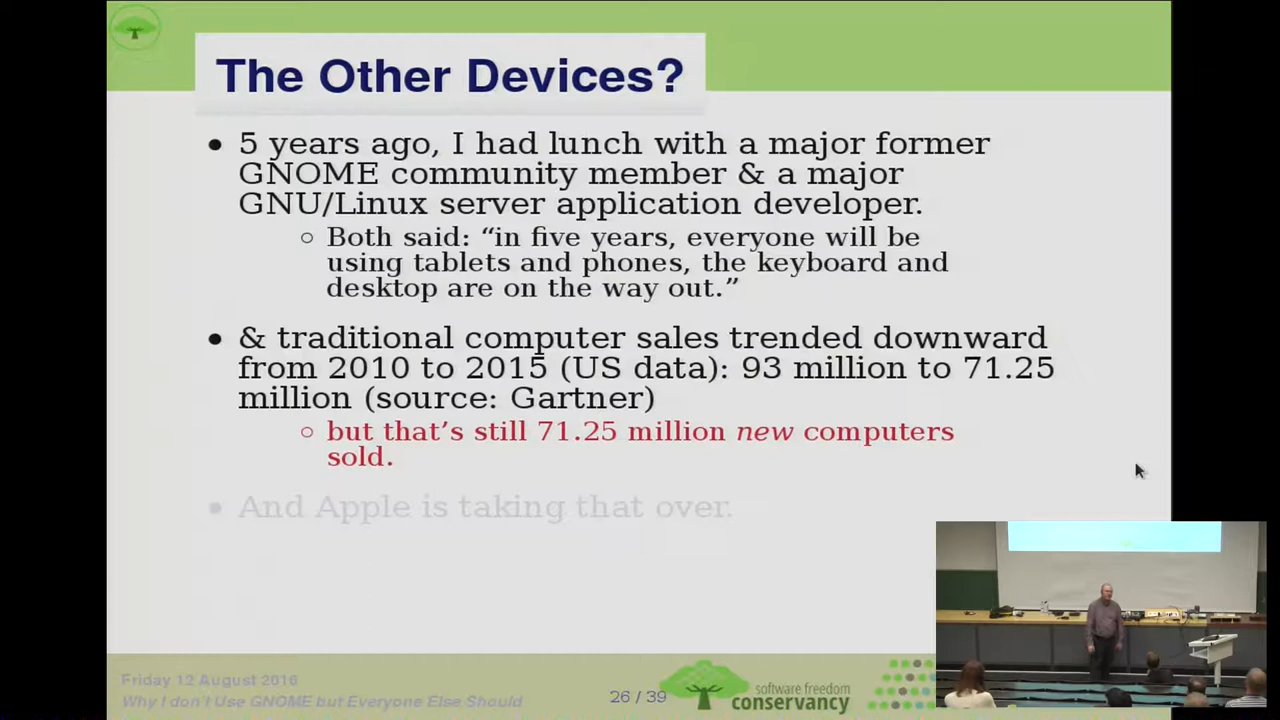 The Other Devices?
• 5 years ago, I had lunch with a major former
GNOME community member & a major
GNU/Linux server application developer.
○ Both said: “in five years, everyone will be
using tablets and phones, the keyboard and
desktop are on the way out.”
• & traditional computer sales trended downward
from 2010 to 2015 (US data): 93 million to 71.25
million (source: Gartner)
○ but that’s still 71.25 million new computers
sold.
• And Apple is taking that over.
Friday 12 August 2016
Why I don't Use GNOME but Everyone Else Should
26 / 39
software freedom
conservancy